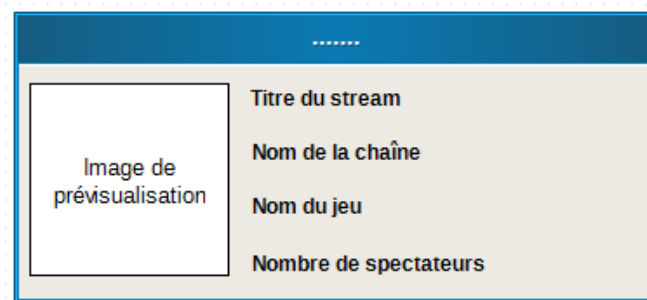 .......
Titre du stream
Nom de la chaîne
Image de
prévisualisation
Nom du jeu
Nombre de spectateurs